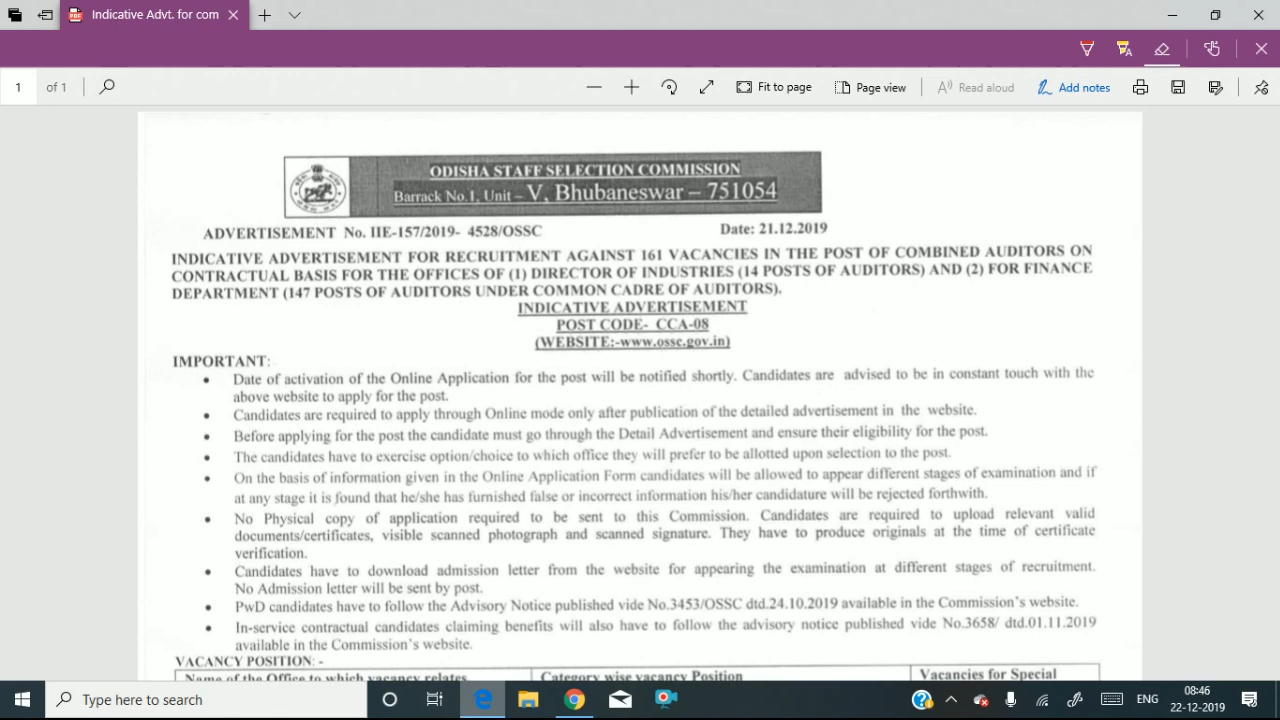 Indicative Advt. for com
1 of 1
Fit to page
Page view
Read aloud
Add notes
ODISHA STAFF SELECTION COMMISSION
Barrack No.1, Unit – V, Bhubaneswar – 751054
ADVERTISEMENT No. IIE-157/2019- 4528/OSSC Date: 21.12.2019
INDICATIVE ADVERTISEMENT FOR RECRUITMENT AGAINST 161 VACANCIES IN THE POST OF COMBINED AUDITORS ON
CONTRACTUAL BASIS FOR THE OFFICES OF (1) DIRECTOR OF INDUSTRIES (14 POSTS OF AUDITORS) AND (2) FOR FINANCE
DEPARTMENT (147 POSTS OF AUDITORS UNDER COMMON CADRE OF AUDITORS).
INDICATIVE ADVERTISEMENT
POST CODE- CCA-08
(WEBSITE:-www.ossc.gov.in)
IMPORTANT:
• Date of activation of the Online Application for the post will be notified shortly. Candidates are advised to be in constant touch with the
above website to apply for the post.
• Candidates are required to apply through Online mode only after publication of the detailed advertisement in the website.
• Before applying for the post the candidate must go through the Detail Advertisement and ensure their eligibility for the post.
• The candidates have to exercise option/choice to which office they will prefer to be allotted upon selection to the post.
• On the basis of information given in the Online Application Form candidates will be allowed to appear different stages of examination and if
at any stage it is found that he/she has furnished false or incorrect information his/her candidature will be rejected forthwith.
• No Physical copy of application required to be sent to this Commission. Candidates are required to upload relevant valid
documents/certificates, visible scanned photograph and scanned signature. They have to produce originals at the time of certificate
verification.
• Candidates have to download admission letter from the website for appearing the examination at different stages of recruitment.
No Admission letter will be sent by post.
• PwD candidates have to follow the Advisory Notice published vide No.3453/OSSC dtd.24.10.2019 available in the Commission's website.
• In-service contractual candidates claiming benefits will also have to follow the advisory notice published vide No.3658/ dtd.01.11.2019
available in the Commission's website.
VACANCY POSITION: -
Name of the Office to which vacancy relates Category wise vacancy Position Vacancies for Special
Type here to search
ENG
08:46
22-12-2019